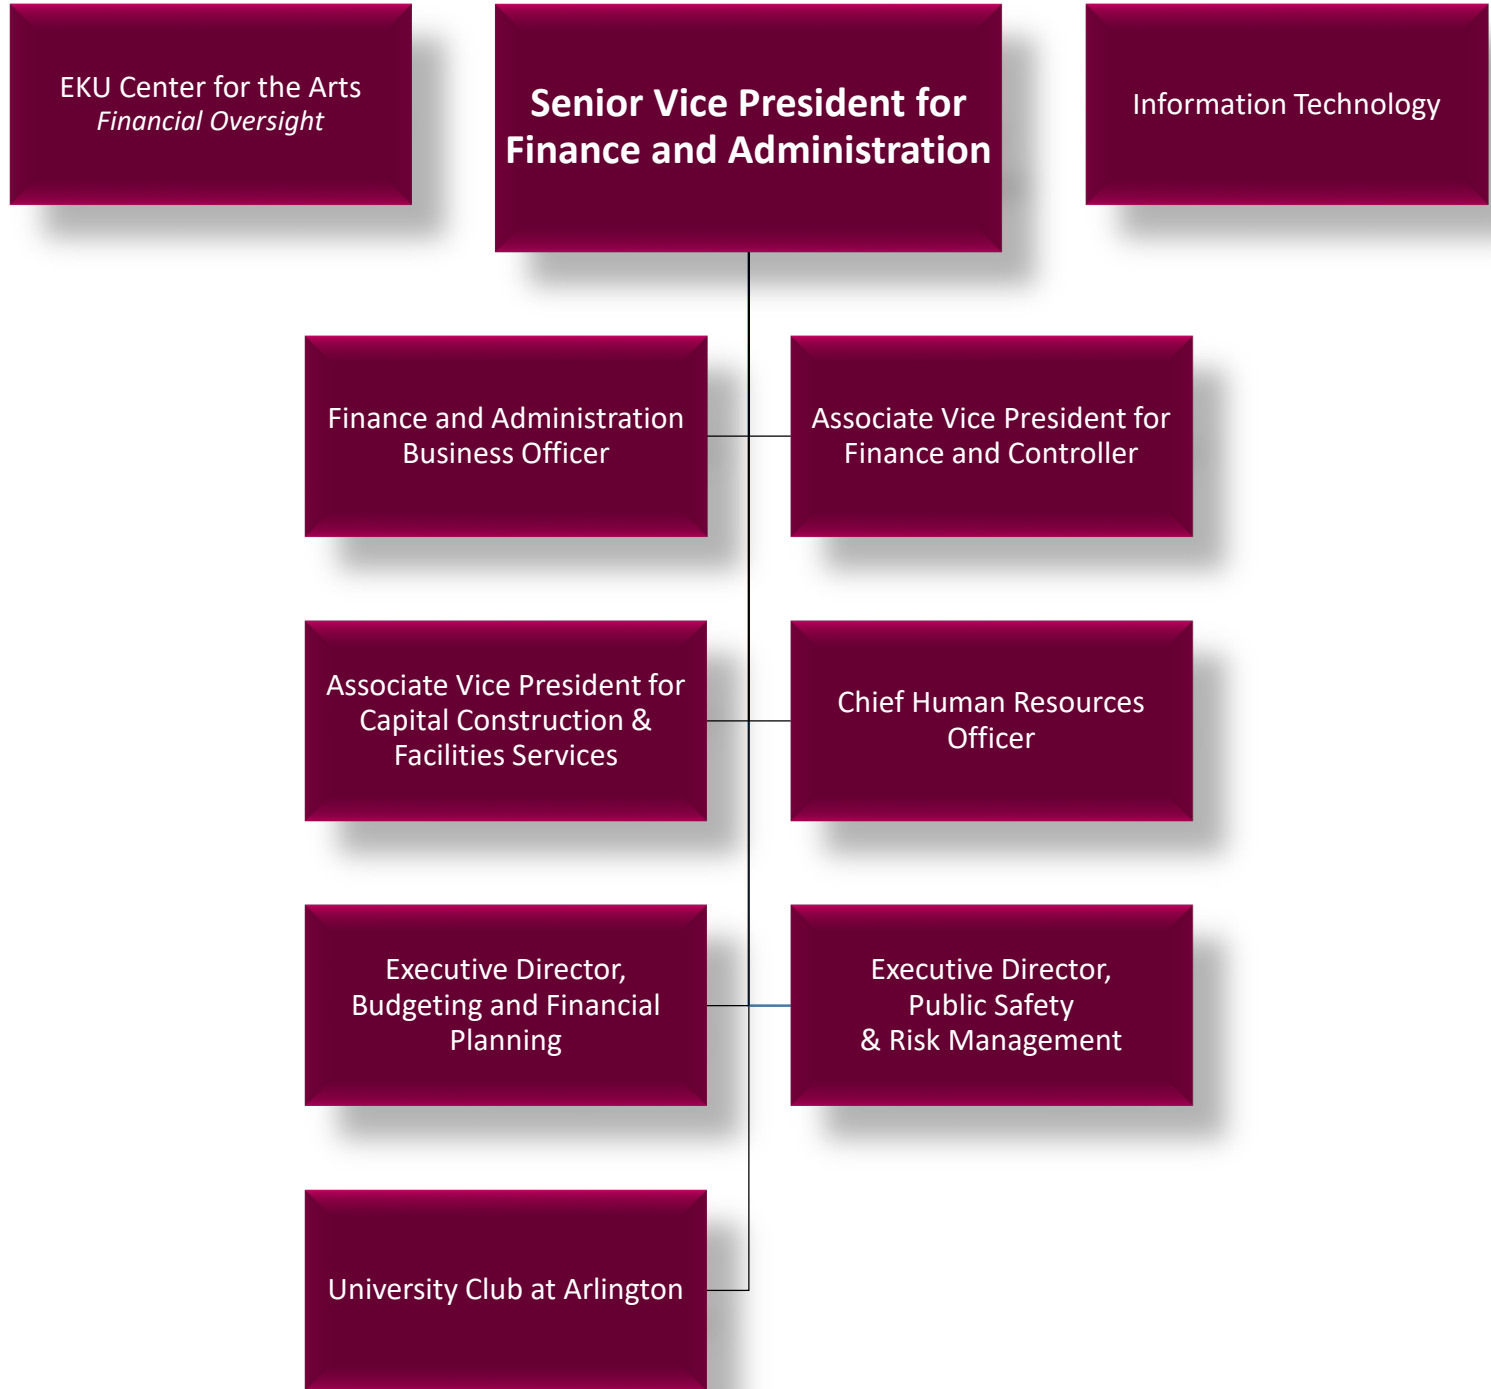 EKU Center for the Arts
Financial Oversight
Senior Vice President for
Finance and Administration
Information Technology
Finance and Administration
Business Officer
Associate Vice President for
Finance and Controller
Associate Vice President for
Capital Construction &
Facilities Services
Chief Human Resources
Officer
Executive Director,
Budgeting and Financial
Planning
Executive Director,
Public Safety
& Risk Management
University Club at Arlington